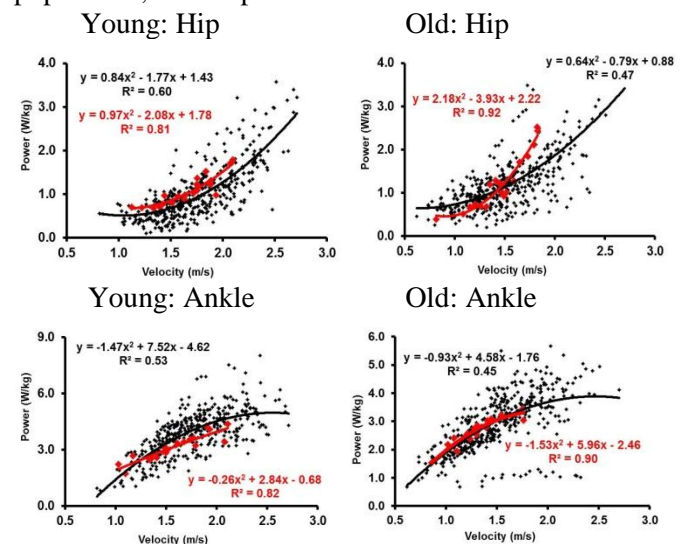 Young: Hip
Old: Hip
4.0
3.0
2.0
1.0
0.0
Power (W/kg)
y = 0.84x² - 1.77x + 1.43
R² = 0.60
y = 0.97x² - 2.08x + 1.78
R² = 0.81
0.5 1.0 1.5 2.0 2.5 3.0
Velocity (m/s)
4.0
3.0
2.0
1.0
0.0
Power (W/kg)
y = 0.64x² - 0.79x + 0.88
R² = 0.47
y = 2.18x² - 3.93x + 2.22
R² = 0.92
0.5 1.0 1.5 2.0 2.5 3.0
Velocity (m/s)
Young: Ankle
Old: Ankle
9.0
6.0
3.0
0.0
Power (W/kg)
y = -1.47x² + 7.52x - 4.62
R² = 0.53
y = -0.26x² + 2.84x - 0.68
R² = 0.82
0.5 1.0 1.5 2.0 2.5 3.0
Velocity (m/s)
6.0
5.0
4.0
3.0
2.0
1.0
0.0
Power (W/kg)
y = -0.93x² + 4.58x - 1.76
R² = 0.45
y = -1.53x² + 5.96x - 2.46
R² = 0.90
0.5 1.0 1.5 2.0 2.5 3.0
Velocity (m/s)